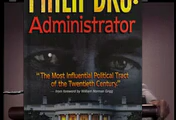 PHILIP DRU:
Administrator
"The Most Influential Political Tract
of the Twentieth Century."